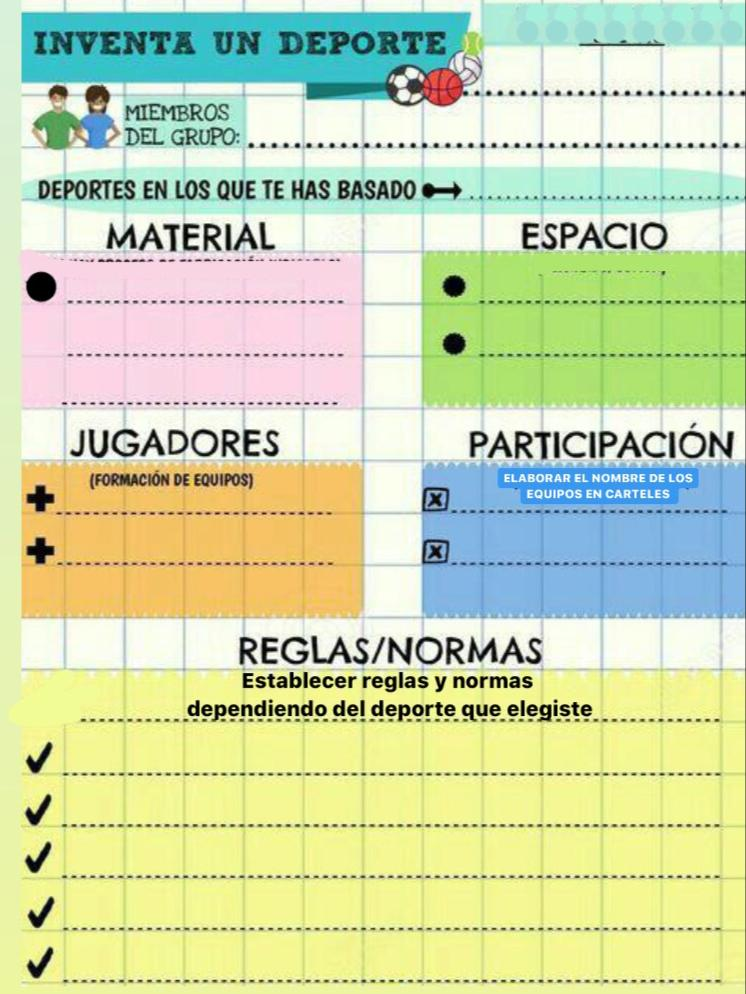 INVENTA UN DEPORTE
MIEMBROS
DEL GRUPO:
DEPORTES EN LOS QUE TE HAS BASADO
MATERIAL
ESPACIO
JUGADORES
(FORMACIÓN DE EQUIPOS)
PARTICIPACIÓN
ELABORAR EL NOMBRE DE LOS
EQUIPOS EN CARTELES
REGLAS/NORMAS
Establecer reglas y normas
dependiendo del deporte que elegiste